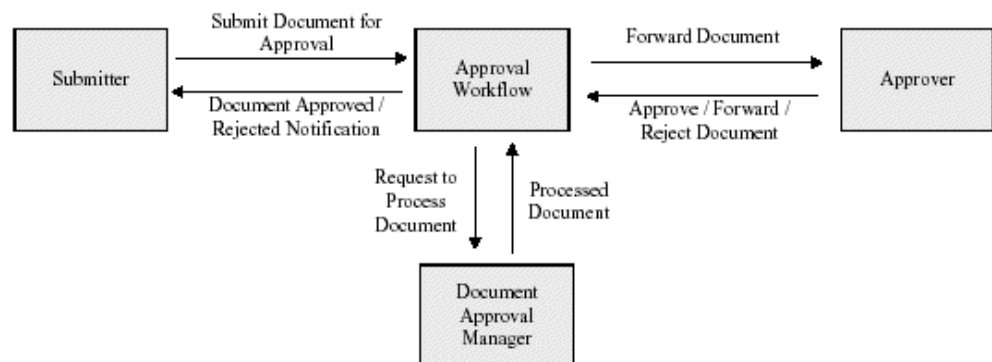 Submit Document for
Approval
Forward Document
Submitter
Approval
Workflow
Approver
Document Approved /
Rejected Notification
Approve / Forward /
Reject Document
Request to
Process
Document
Processed
Document
Document
Approval
Manager